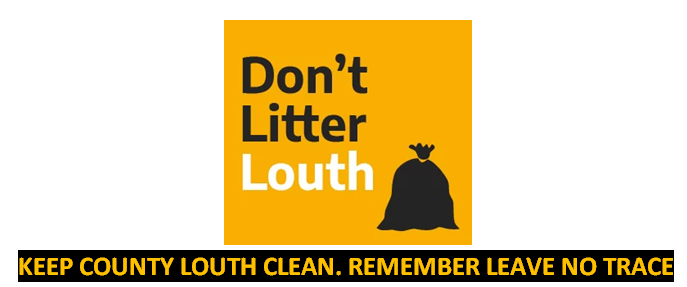 Don't
Litter
Louth
KEEP COUNTY LOUTH CLEAN. REMEMBER LEAVE NO TRACE